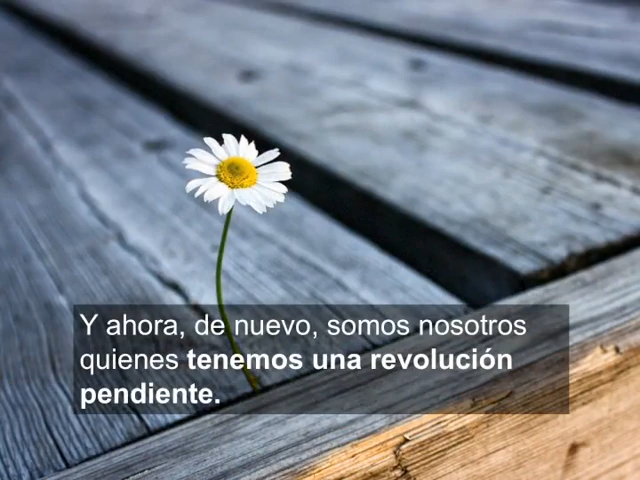 Y ahora, de nuevo, somos nosotros
quienes tenemos una revolución
pendiente.